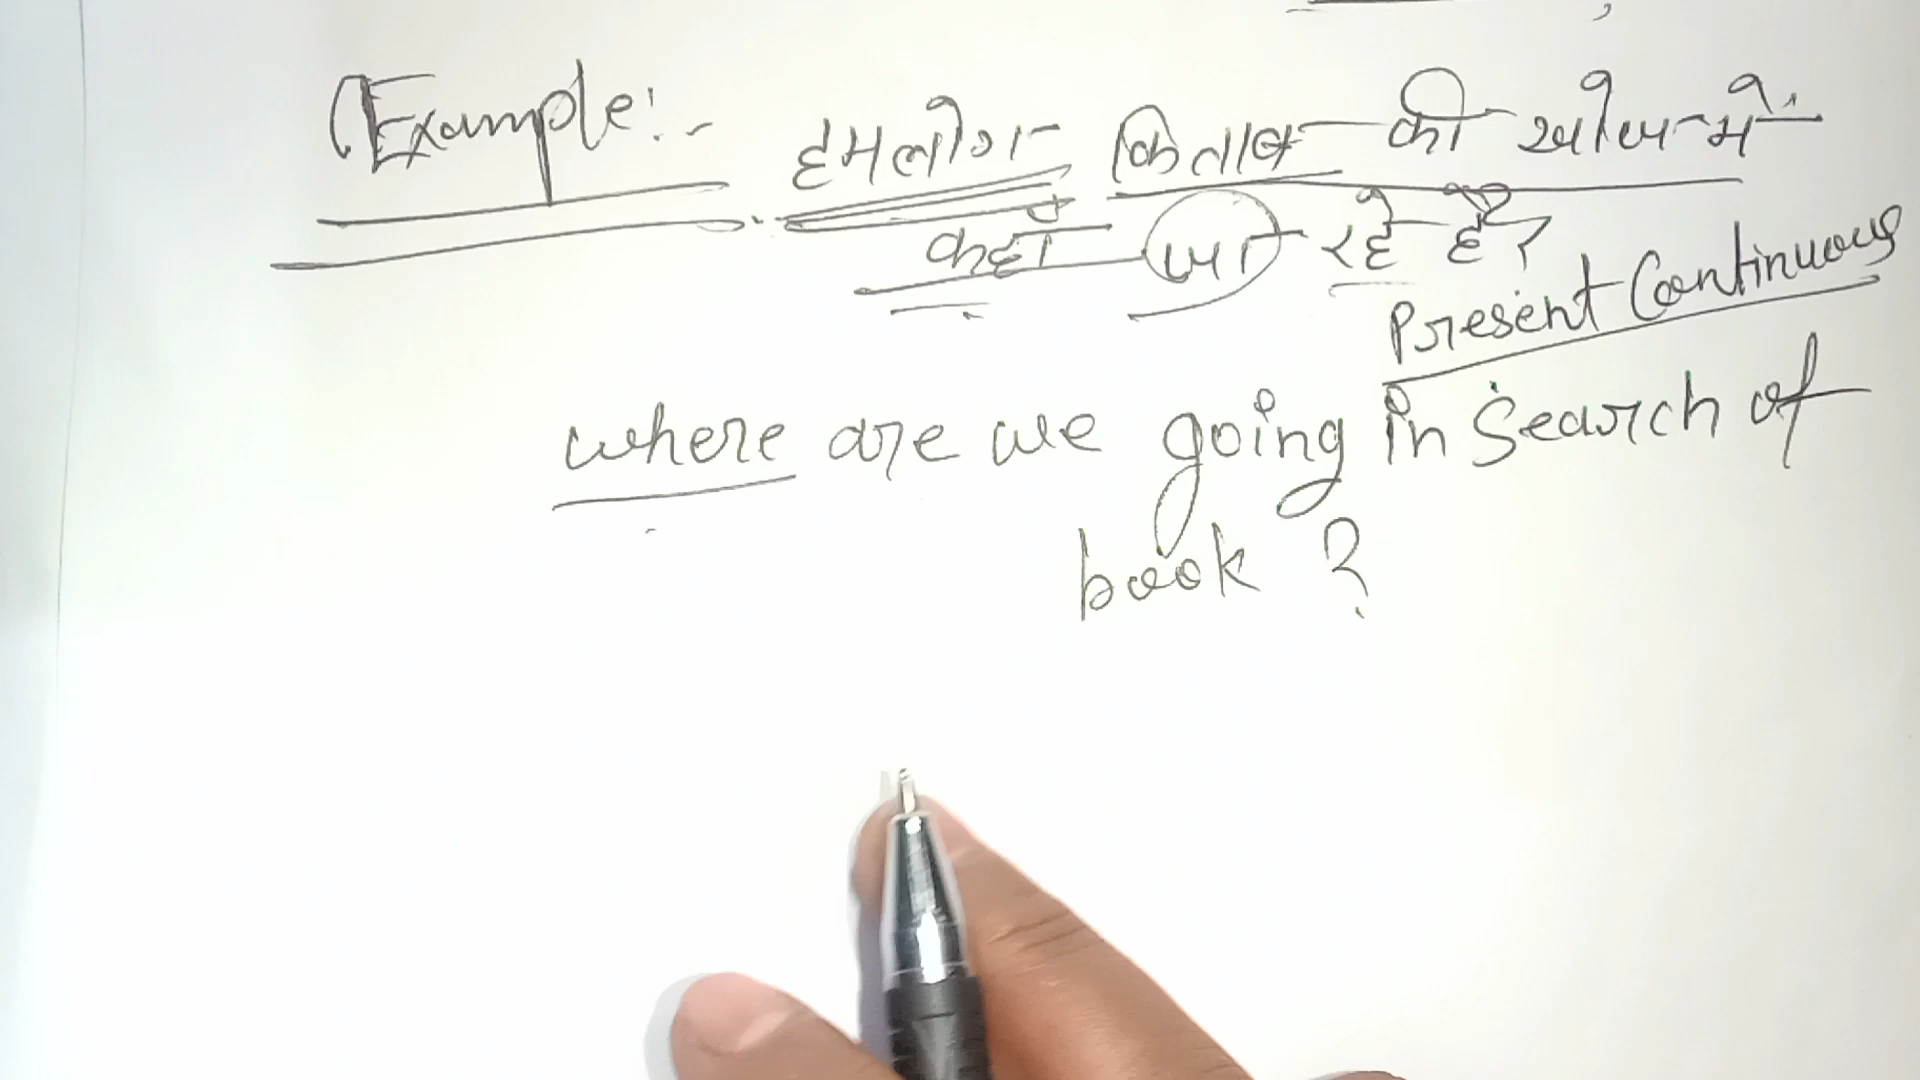 Example:- हमलोग किताब की खोज में
कहाँ जा रहे हैं?
Present Continuous
where are we going in search of
book ?